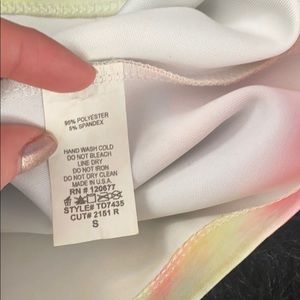 95% POLYESTER
5% SPANDEX
HAND WASH COLD
DO NOT BLEACH
LINE DRY
DO NOT IRON
DO NOT DRY CLEAN
MADE IN U.S.A.
RN # 120677
STYLE# TD7435
CUT# 2151 R
S